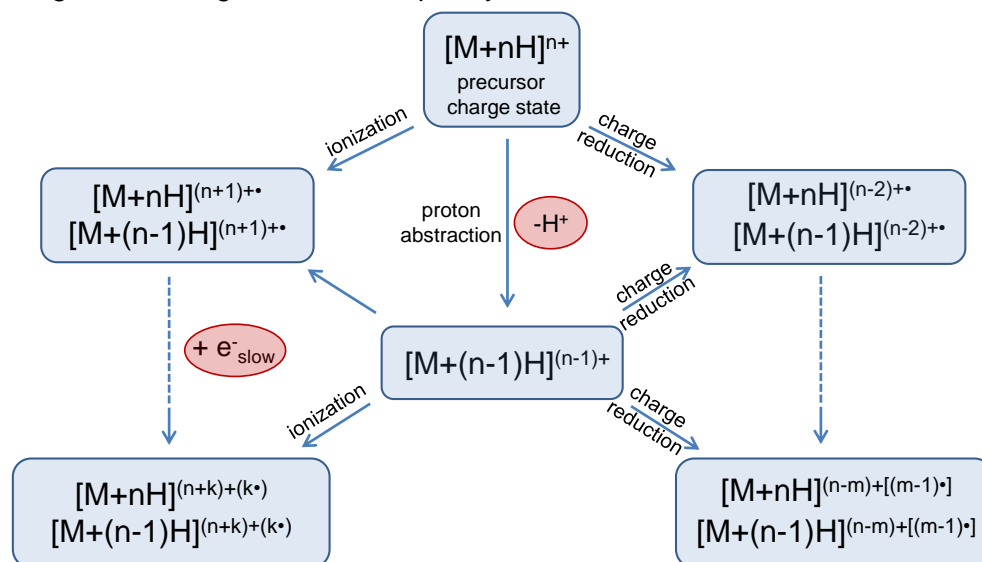 [M+nH]ⁿ⁺
precursor
charge state
ionization
charge
reduction
[M+nH]⁽ⁿ⁺¹⁾⁺•
[M+(n-1)H]⁽ⁿ⁺¹⁾⁺•
proton
abstraction
-H⁺
[M+nH]⁽ⁿ⁻²⁾⁺•
[M+(n-1)H]⁽ⁿ⁻²⁾⁺•
charge
reduction
+ e⁻slow
[M+(n-1)H]⁽ⁿ⁻¹⁾⁺
ionization
charge
reduction
[M+nH]⁽ⁿ⁺ᵏ⁾⁺⁽ᵏ•⁾
[M+(n-1)H]⁽ⁿ⁺ᵏ⁾⁺⁽ᵏ•⁾
[M+nH]⁽ⁿ⁻ᵐ⁾⁺[⁽ᵐ⁻¹⁾•]
[M+(n-1)H]⁽ⁿ⁻ᵐ⁾⁺[⁽ᵐ⁻¹⁾•]